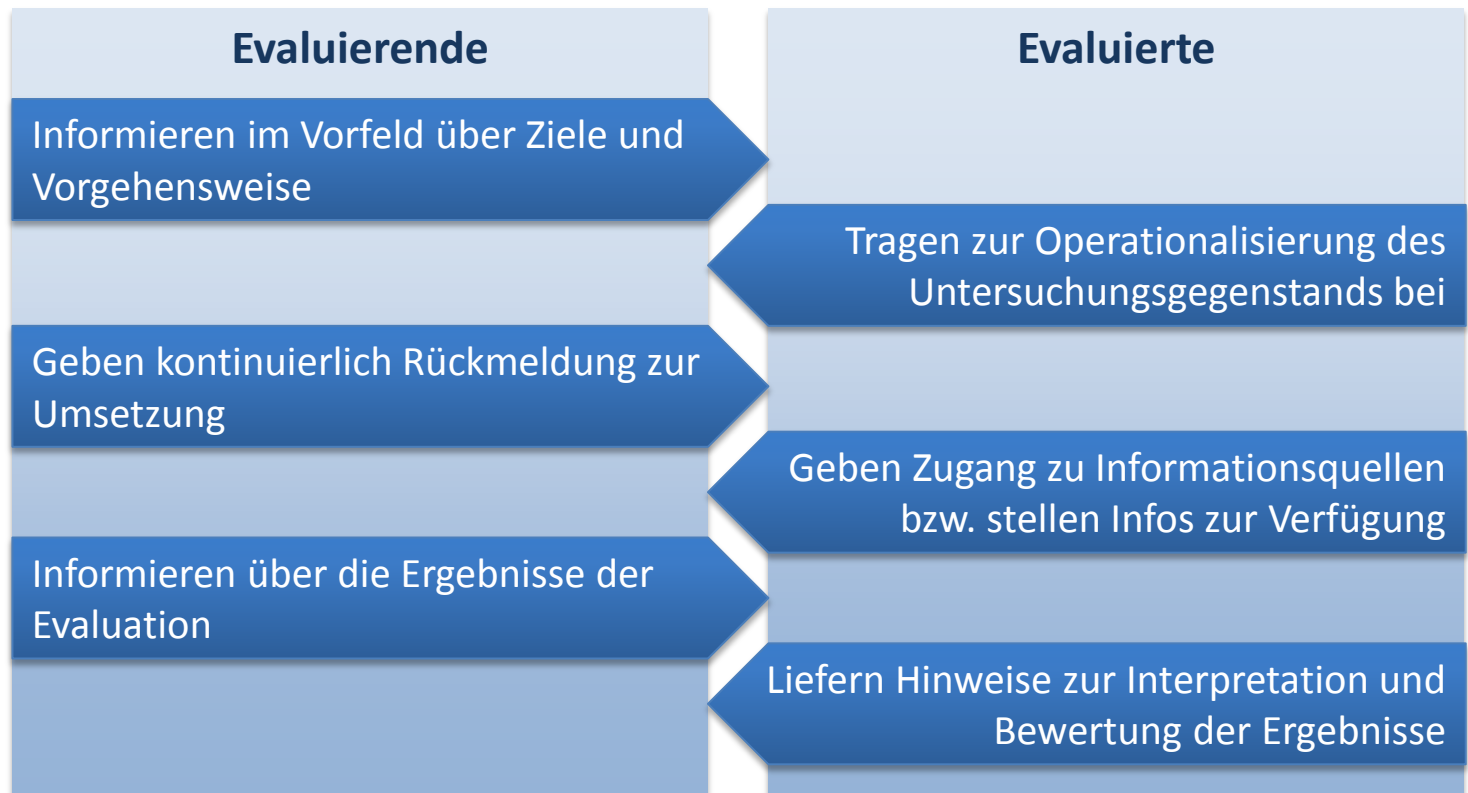 Evaluierende
Evaluierte
Informieren im Vorfeld über Ziele und
Vorgehensweise
Tragen zur Operationalisierung des
Untersuchungsgegenstands bei
Geben kontinuierlich Rückmeldung zur
Umsetzung
Geben Zugang zu Informationsquellen
bzw. stellen Infos zur Verfügung
Informieren über die Ergebnisse der
Evaluation
Liefern Hinweise zur Interpretation und
Bewertung der Ergebnisse